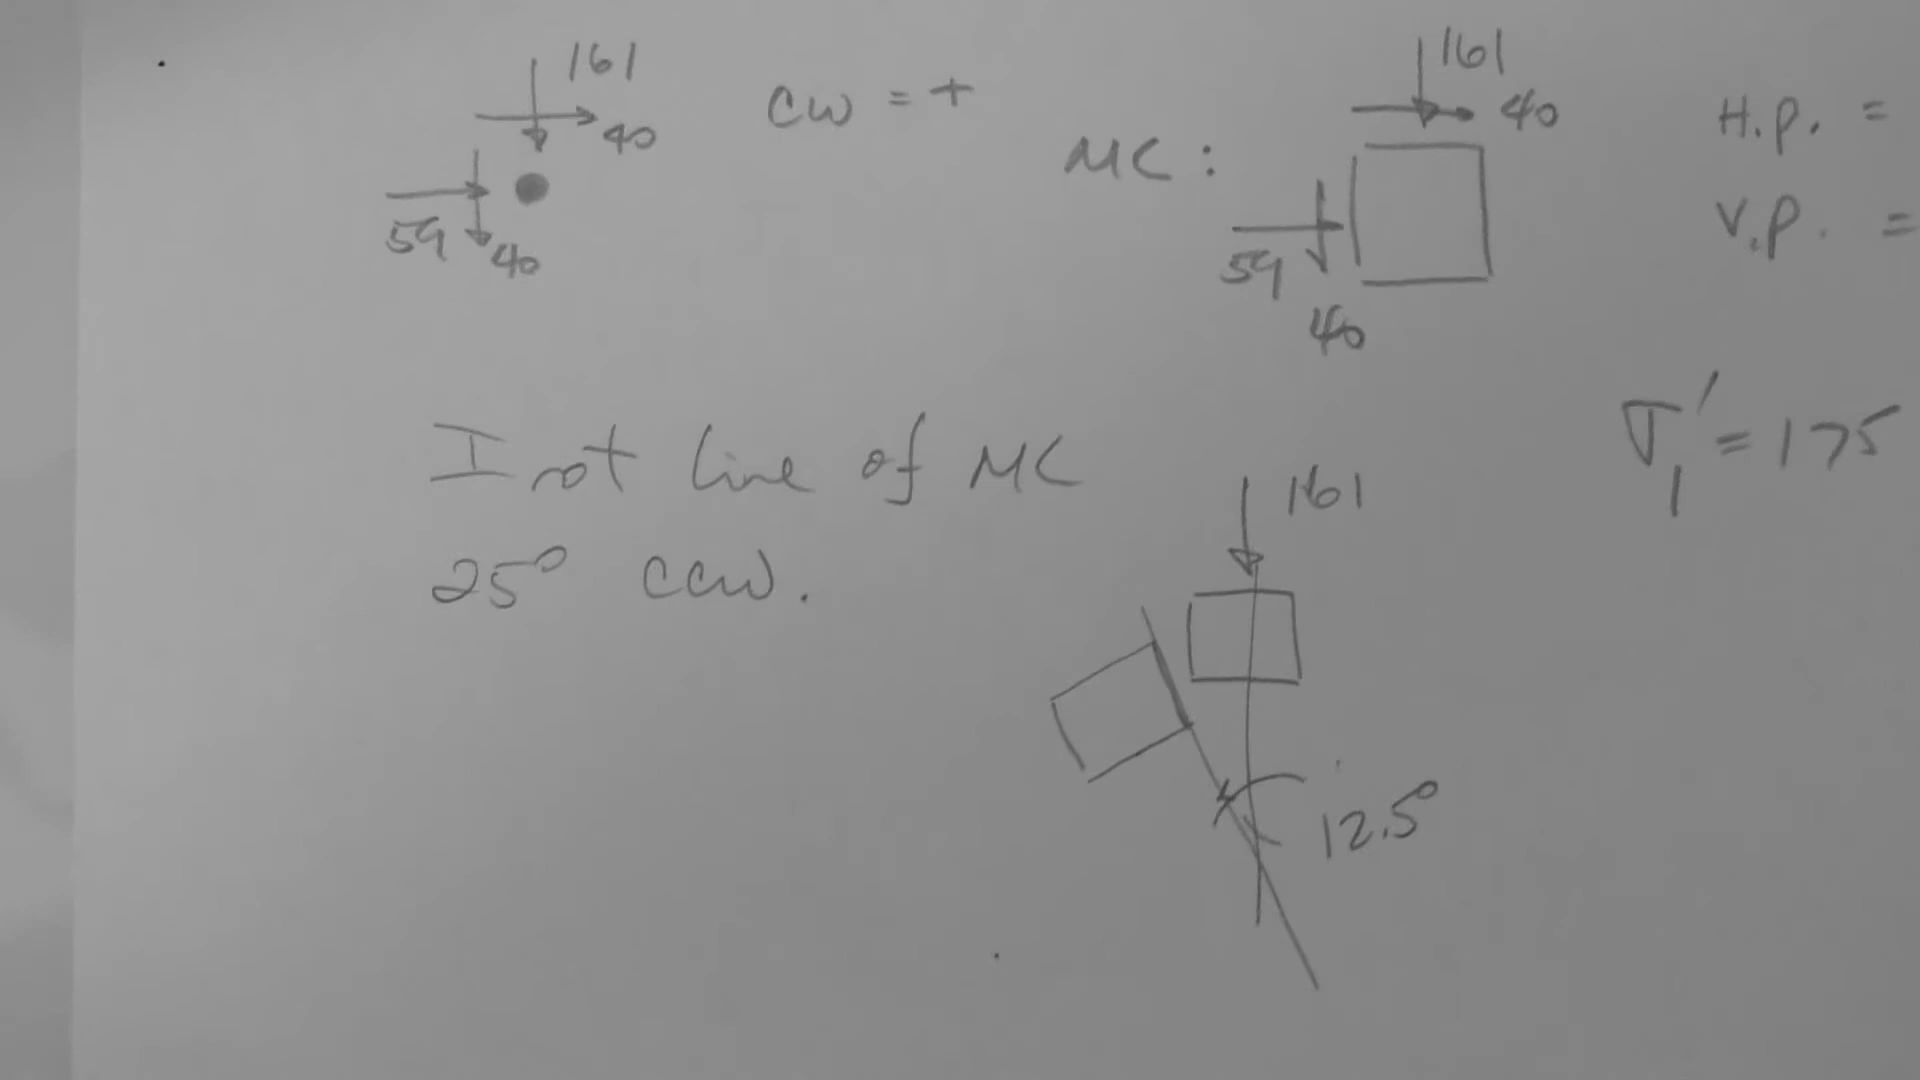 161
40
59
40
cw = +
MC:
161
40
59
40
H.p. =
V.p. =
I rot line of MC
25° ccw.
σ₁' = 175
161
12.5°